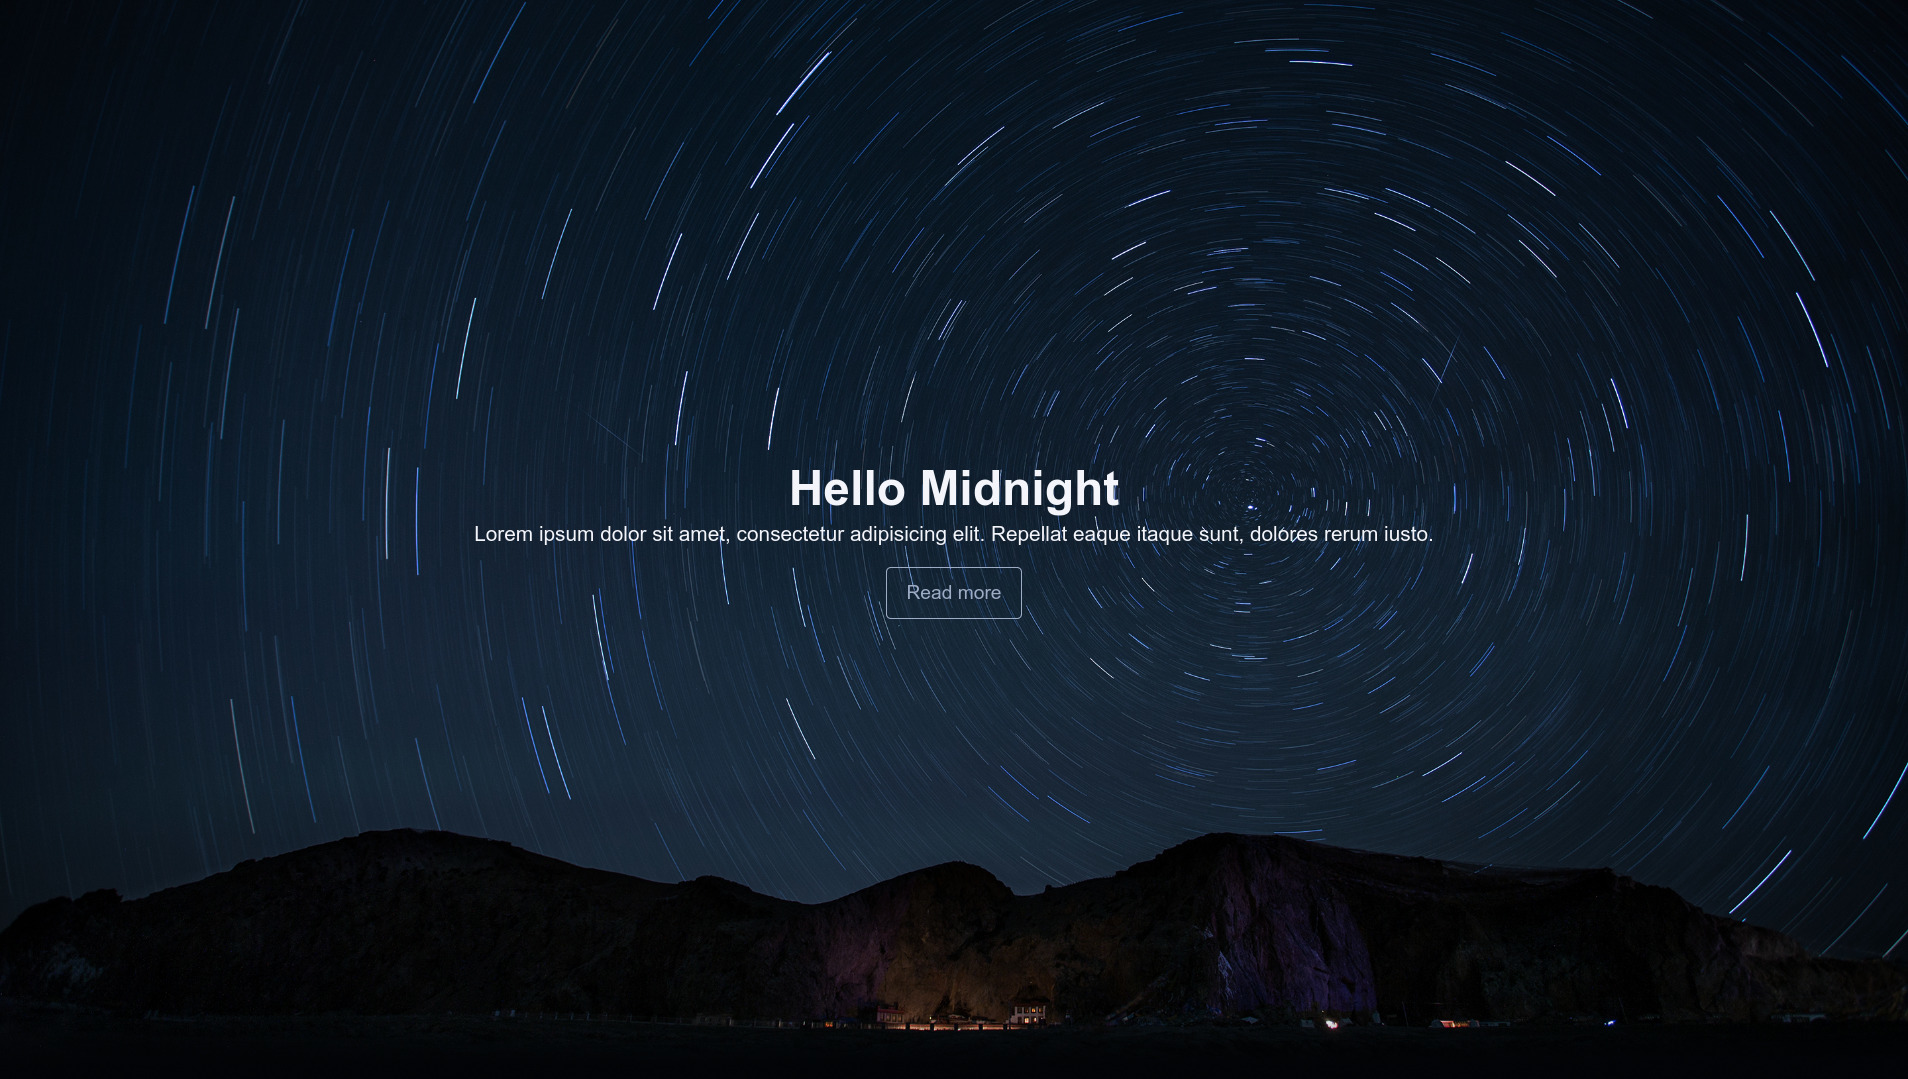 Hello Midnight
Lorem ipsum dolor sit amet, consectetur adipisicing elit. Repellat eaque itaque sunt, dolores rerum iusto.
Read more